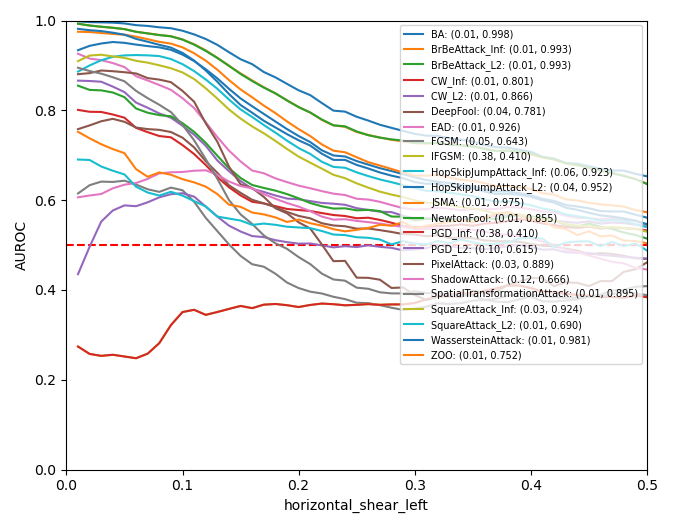 1.0
0.8
0.6
0.4
0.2
0.0
AUROC
0.0
0.1
0.2
0.3
0.4
0.5
horizontal_shear_left
BA: (0.01, 0.998)
BrBeAttack_Inf: (0.01, 0.993)
BrBeAttack_L2: (0.01, 0.993)
CW_Inf: (0.01, 0.801)
CW_L2: (0.01, 0.866)
DeepFool: (0.04, 0.781)
EAD: (0.01, 0.926)
FGSM: (0.05, 0.643)
IFGSM: (0.38, 0.410)
HopSkipJumpAttack_Inf: (0.06, 0.923)
HopSkipJumpAttack_L2: (0.04, 0.952)
JSMA: (0.01, 0.975)
NewtonFool: (0.01, 0.855)
PGD_Inf: (0.38, 0.410)
PGD_L2: (0.10, 0.615)
PixelAttack: (0.03, 0.889)
ShadowAttack: (0.12, 0.666)
SpatialTransformationAttack: (0.01, 0.895)
SquareAttack_Inf: (0.03, 0.924)
SquareAttack_L2: (0.01, 0.690)
WassersteinAttack: (0.01, 0.981)
ZOO: (0.01, 0.752)